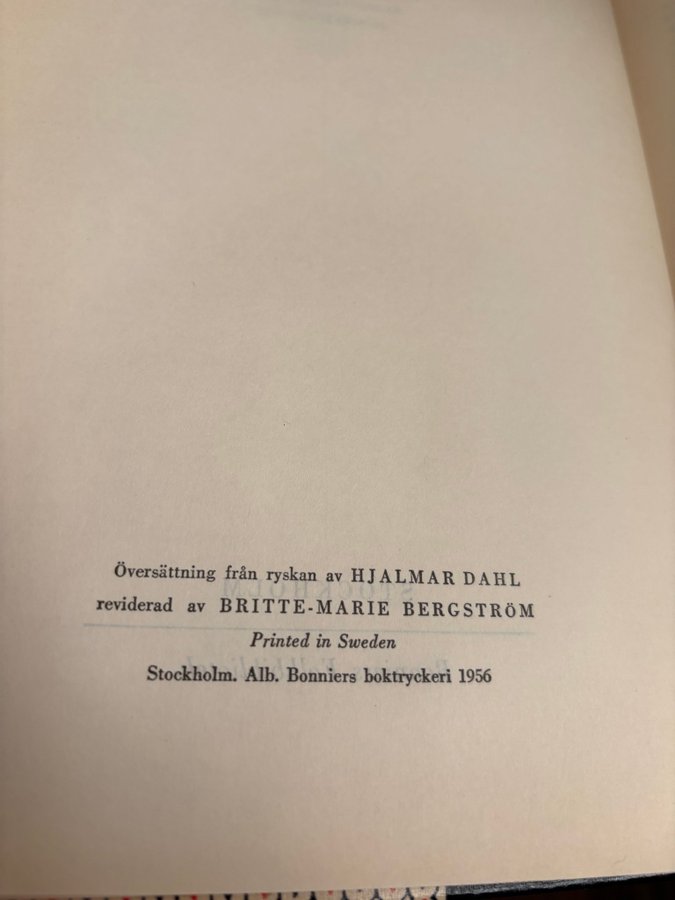 Översättning från ryskan av HJALMAR DAHL
reviderad av BRITTE-MARIE BERGSTRÖM
Printed in Sweden
Stockholm. Alb. Bonniers boktryckeri 1956